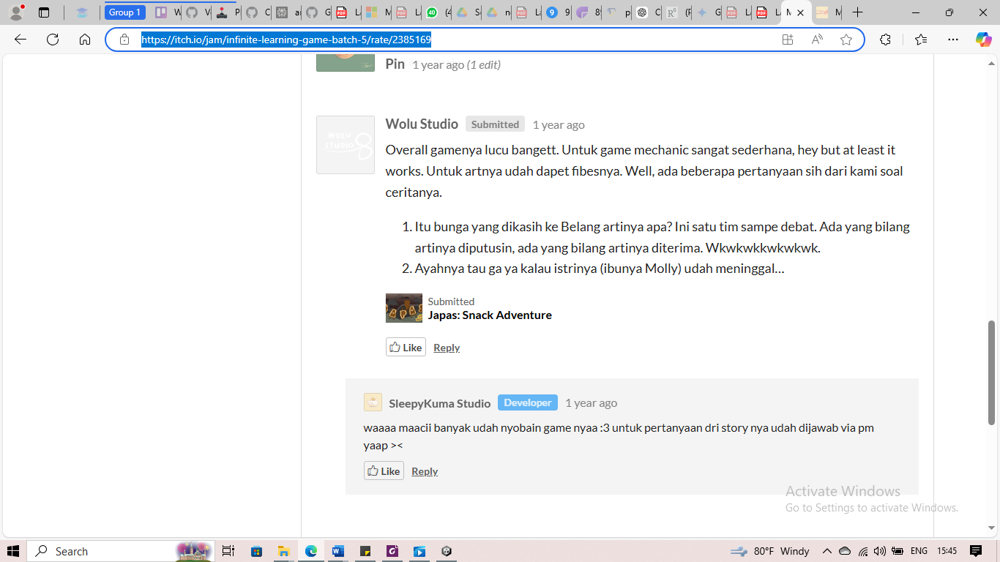 Group 1
https://itch.io/jam/infinite-learning-game-batch-5/rate/2385169
Pin 1 year ago (1 edit)
WOLU STUDIO
Wolu Studio Submitted 1 year ago
Overall gamenya lucu bangett. Untuk game mechanic sangat sederhana, hey but at least it
works. Untuk artnya udah dapet fibesnya. Well, ada beberapa pertanyaan sih dari kami soal
ceritanya.
1. Itu bunga yang dikasih ke Belang artinya apa? Ini satu tim sampe debat. Ada yang bilang
artinya diputusin, ada yang bilang artinya diterima. Wkwkwkkwkwkwk.
2. Ayahnya tau ga ya kalau istrinya (ibunya Molly) udah meninggal...
Submitted
Japas: Snack Adventure
Like Reply
SleepyKuma Studio Developer 1 year ago
waaaa maacii banyak udah nyobain game nyaa :3 untuk pertanyaan dri story nya udah dijawab via pm
yaap ><
Like Reply
Activate Windows
Go to Settings to activate Windows.
Search
80°F Windy
ENG
15:45